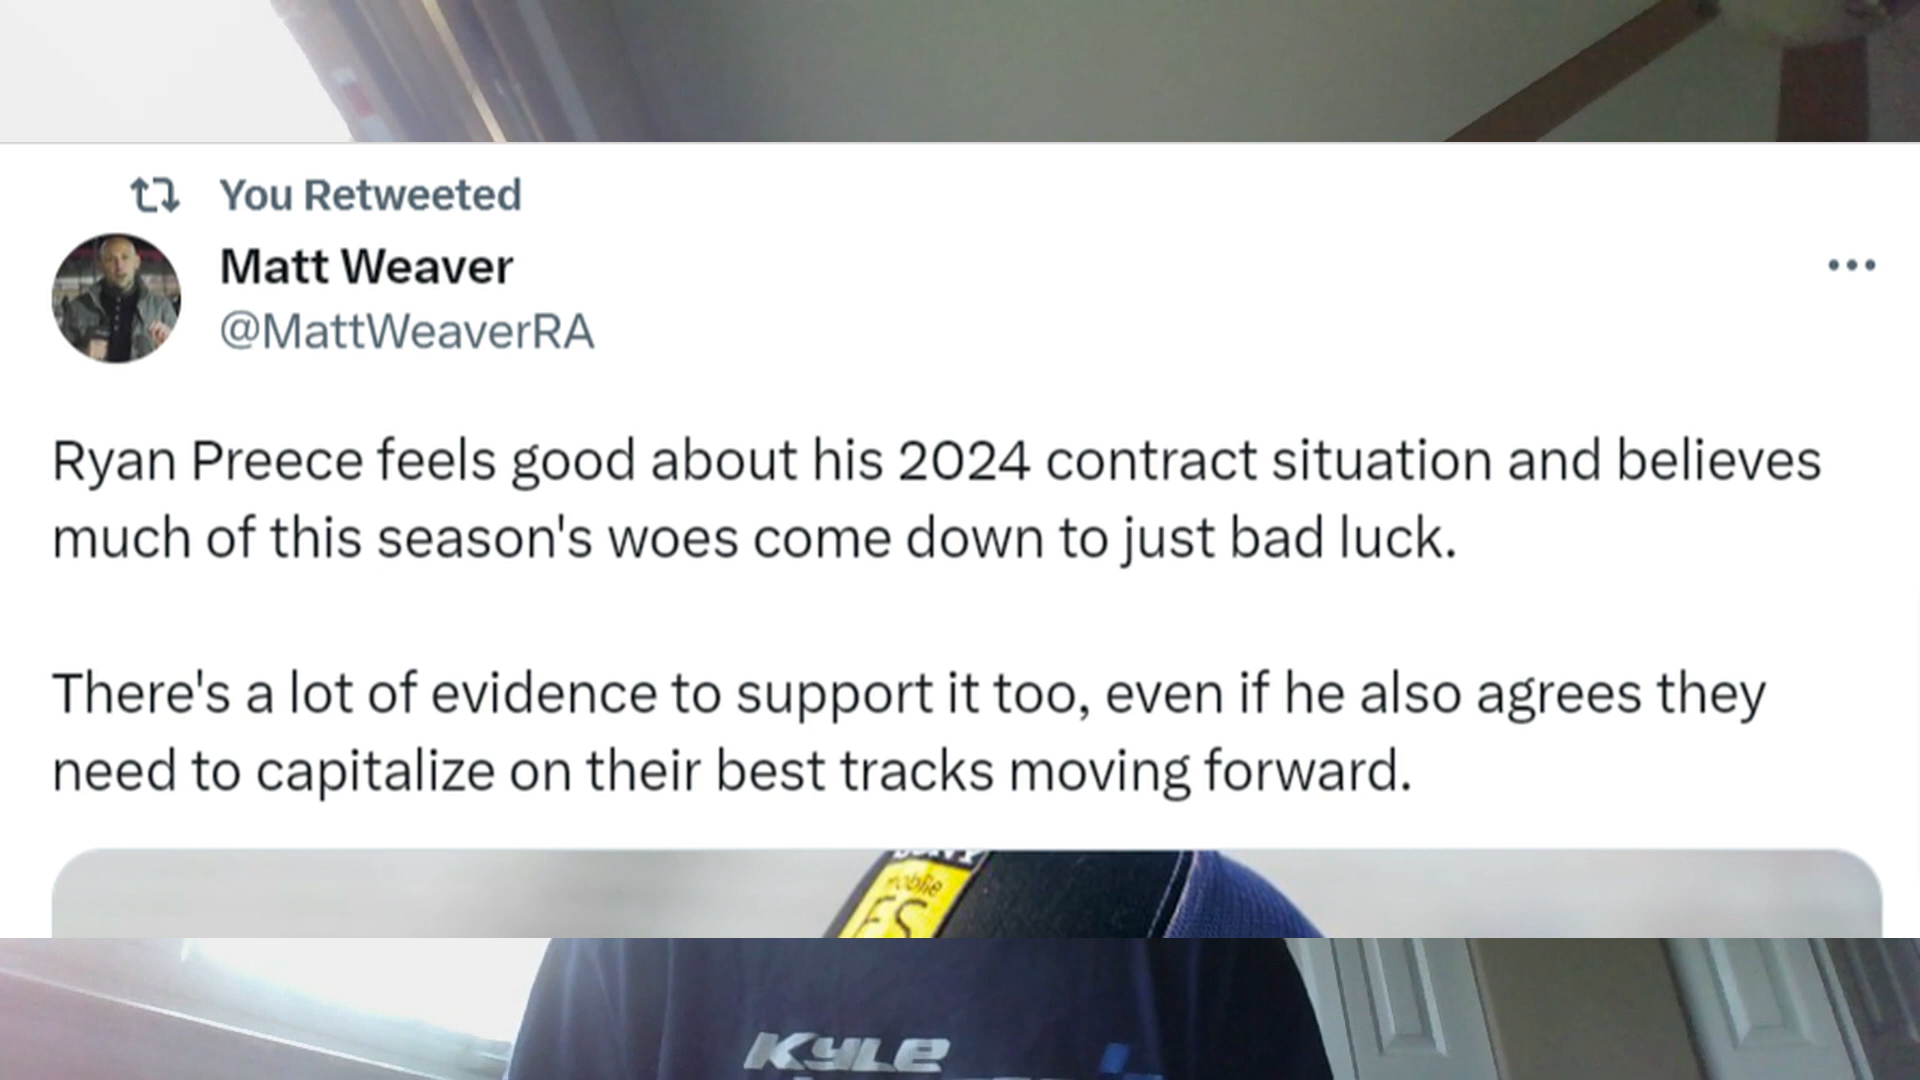 You Retweeted
Matt Weaver
@MattWeaverRA
Ryan Preece feels good about his 2024 contract situation and believes
much of this season's woes come down to just bad luck.
There's a lot of evidence to support it too, even if he also agrees they
need to capitalize on their best tracks moving forward.
KYLE